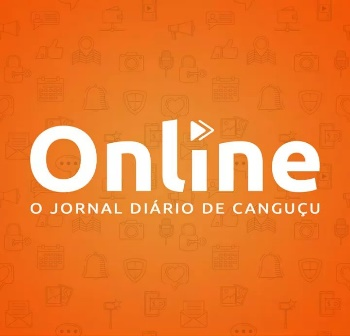 Online
O JORNAL DIÁRIO DE CANGUÇU